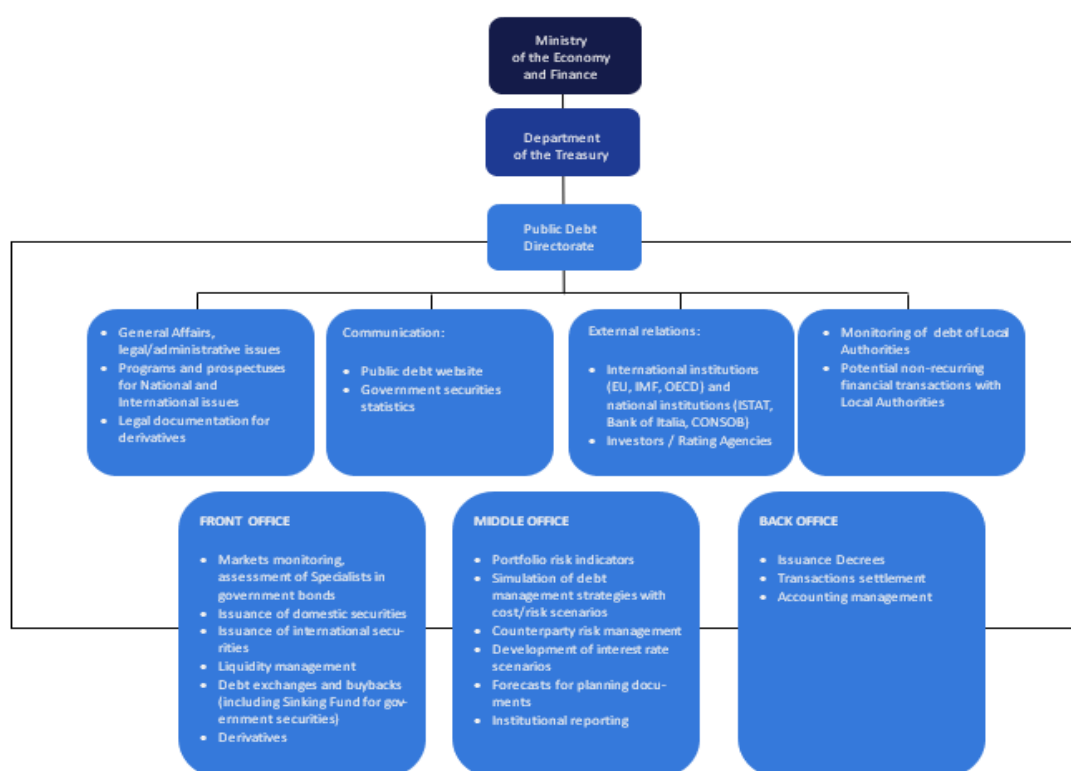 Ministry
of the Economy
and Finance
Department
of the Treasury
Public Debt
Directorate
• General Affairs,
legal/administrative issues
• Programs and prospectuses
for National and
International issues
• Legal documentation for
derivatives
Communication:
• Public debt website
• Government securities
statistics
External relations:
• International institutions
(EU, IMF, OECD) and
national institutions (ISTAT,
Bank of Italia, CONSOB)
• Investors / Rating Agencies
• Monitoring of debt of Local
Authorities
• Potential non-recurring
financial transactions with
Local Authorities
FRONT OFFICE
• Markets monitoring,
assessment of Specialists in
government bonds
• Issuance of domestic securities
• Issuance of international secu-
rities
• Liquidity management
• Debt exchanges and buybacks
(including Sinking Fund for gov-
ernment securities)
• Derivatives
MIDDLE OFFICE
• Portfolio risk indicators
• Simulation of debt
management strategies with
cost/risk scenarios
• Counterparty risk management
• Development of interest rate
scenarios
• Forecasts for planning docu-
ments
• Institutional reporting
BACK OFFICE
• Issuance Decrees
• Transactions settlement
• Accounting management